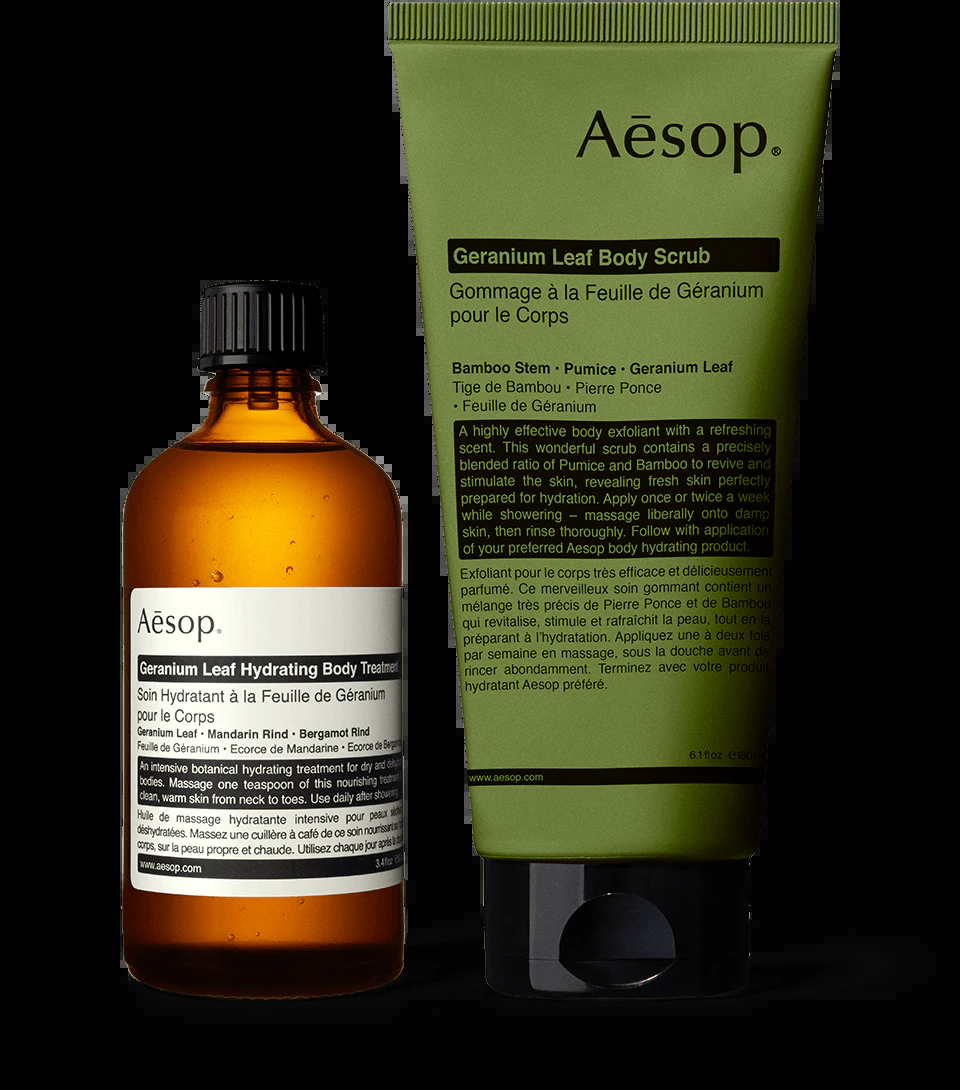 Aēsop®
Geranium Leaf Body Scrub
Gommage à la Feuille de Géranium
pour le Corps
Bamboo Stem · Pumice · Geranium Leaf
Tige de Bambou · Pierre Ponce
· Feuille de Géranium
A highly effective body exfoliant with a refreshing
scent. This wonderful scrub contains a precisely
blended ratio of Pumice and Bamboo to revive and
stimulate the skin, revealing fresh skin perfectly
prepared for hydration. Apply once or twice a week
while showering – massage liberally onto damp
skin, then rinse thoroughly. Follow with application
of your preferred Aesop body hydrating product.
Exfoliant pour le corps très efficace et délicieusement
parfumé. Ce merveilleux soin gommant contient un
mélange très précis de Pierre Ponce et de Bambou
qui revitalise, stimule et rafraîchit la peau, tout en la
préparant à l'hydratation. Appliquez une à deux fois
par semaine en massage, sous la douche avant de
rincer abondamment. Terminez avec votre produit
hydratant Aesop préféré.
6.1 fl oz ℮180
www.aesop.com
Aēsop®
Geranium Leaf Hydrating Body Treatment
Soin Hydratant à la Feuille de Géranium
pour le Corps
Geranium Leaf · Mandarin Rind · Bergamot Rind
Feuille de Géranium · Ecorce de Mandarine · Ecorce de
An intensive botanical hydrating treatment for dry and
bodies. Massage one teaspoon of this nourishing treatment
clean, warm skin from neck to toes. Use daily after showering.
Huile de massage hydratante intensive pour peaux
déshydratées. Massez une cuillère à café de ce soin nourrissant
corps, sur la peau propre et chaude. Utilisez chaque jour après la
www.aesop.com
3.4 fl oz